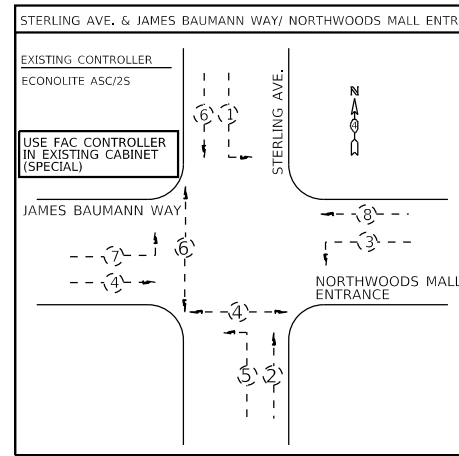 STERLING AVE. & JAMES BAUMANN WAY/ NORTHWOODS MALL ENTR
EXISTING CONTROLLER
ECONOLITE ASC/2S
USE FAC CONTROLLER
IN EXISTING CABINET
(SPECIAL)
6
1
STERLING AVE.
N
4
JAMES BAUMANN WAY
8
7
6
3
4
NORTHWOODS MALL
ENTRANCE
4
5
2